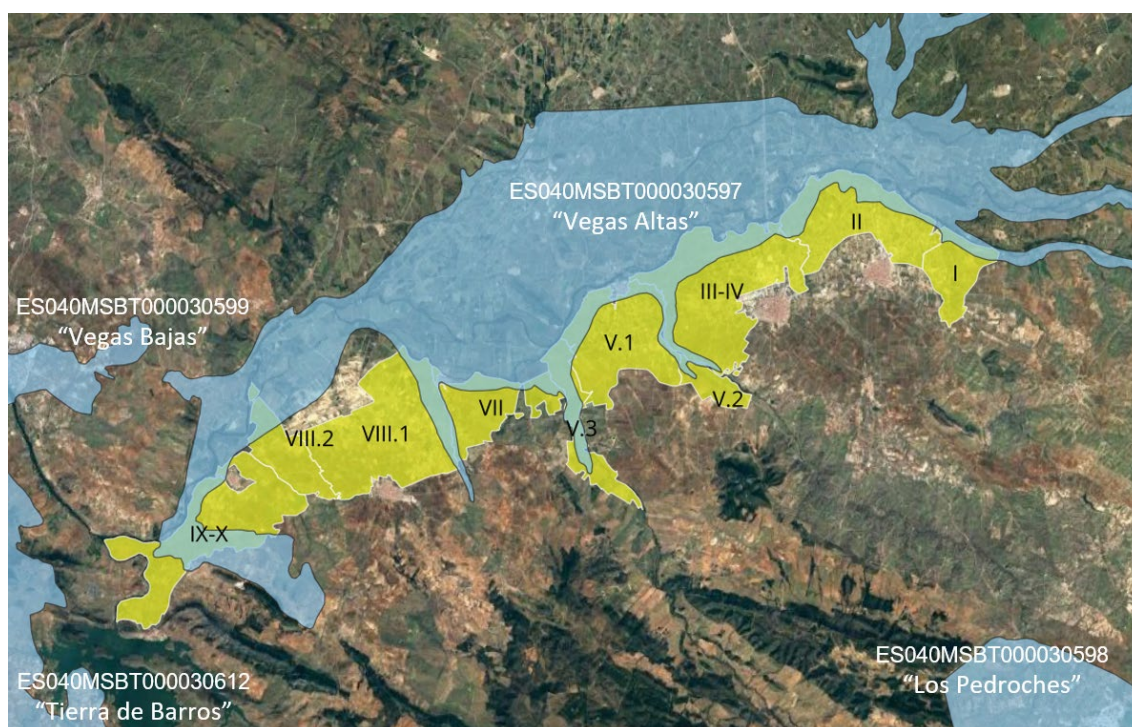 ES040MSBT000030597
“Vegas Altas”
II
I
III-IV
ES040MSBT000030599
“Vegas Bajas”
V.1
V.2
VII
V.3
VIII.2
VIII.1
IX-X
ES040MSBT000030598
“Los Pedroches”
ES040MSBT000030612
“Tierra de Barros”